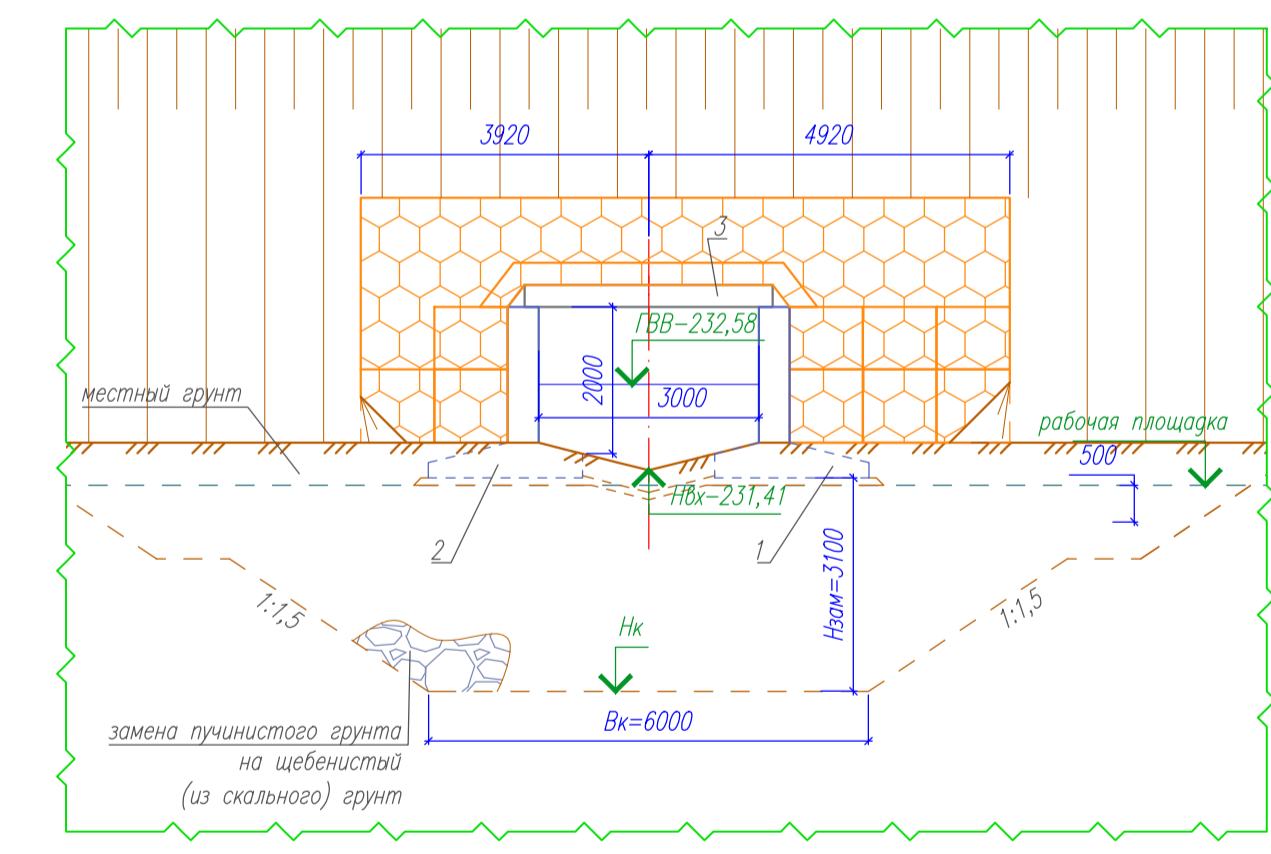 3920
4920
3
ГВВ-232,58
2000
3000
местный грунт
рабочая площадка
500
Нвх-231,41
2
1
Нзам=3100
1:1,5
1:1,5
Нк
Вк=6000
замена пучинистого грунта
на щебенистый
(из скального) грунт